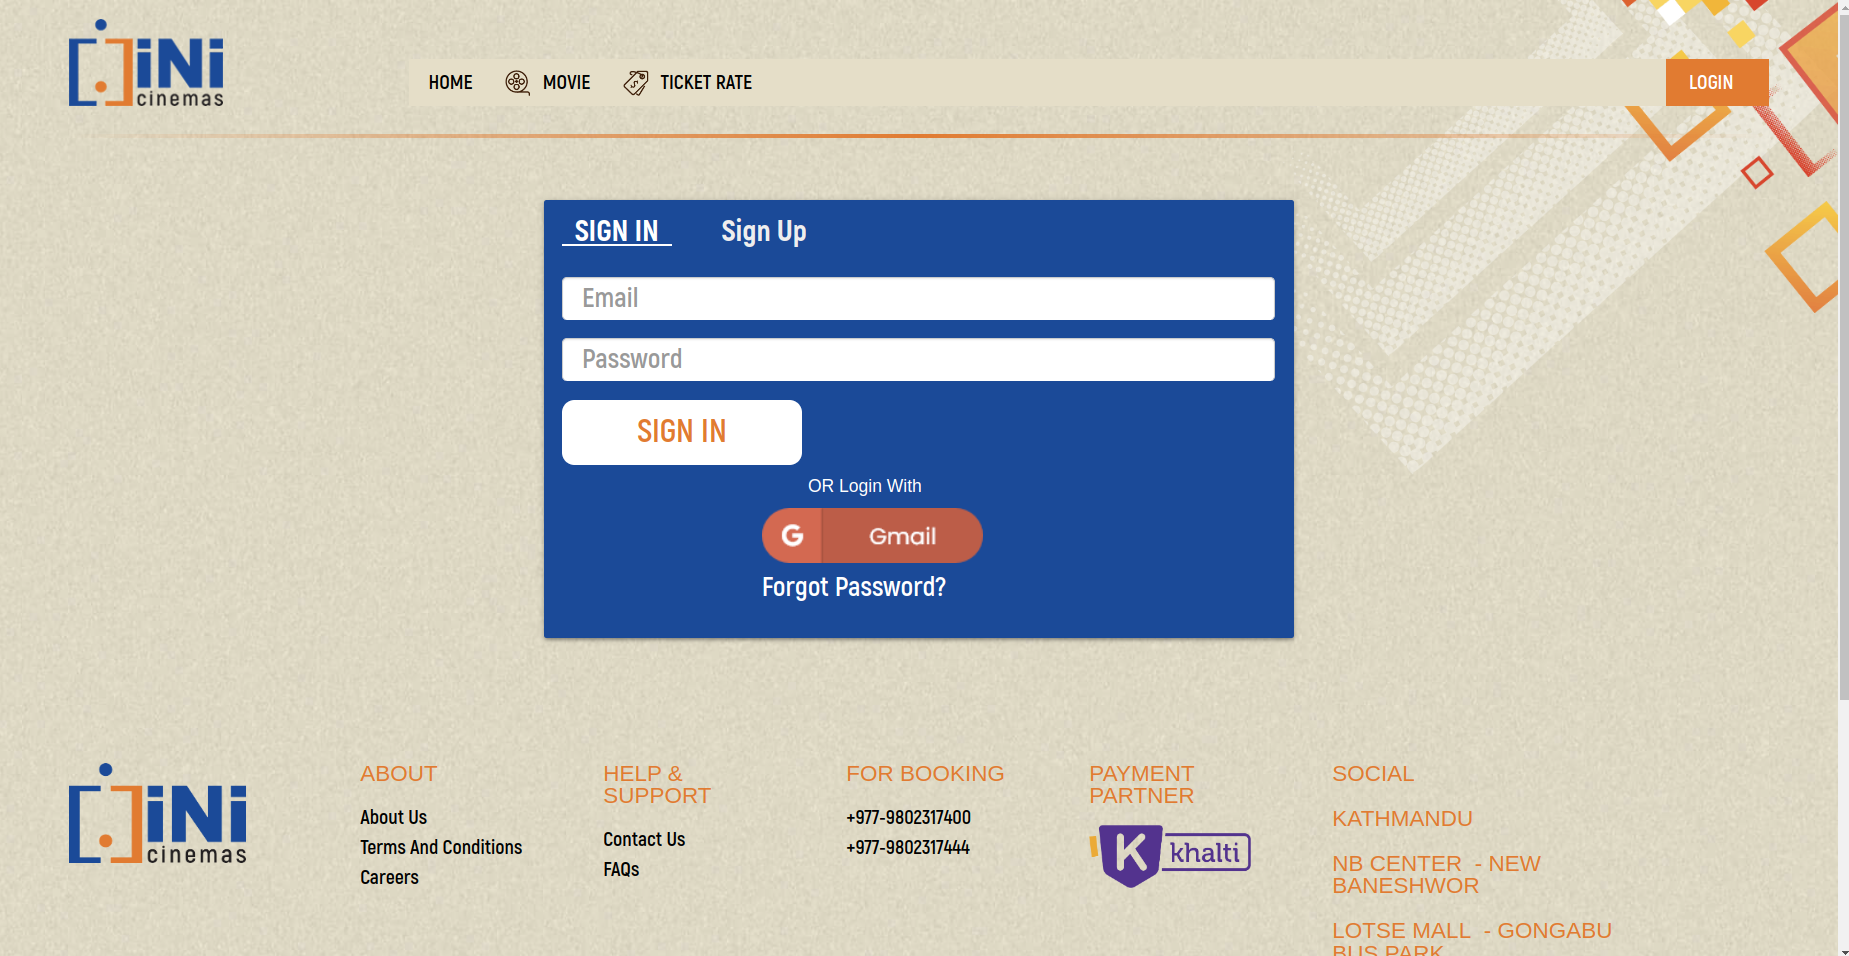 iNi
cinemas
HOME
MOVIE
TICKET RATE
LOGIN
SIGN IN
Sign Up
Email
Password
SIGN IN
OR Login With
G
Gmail
Forgot Password?
iNi
cinemas
ABOUT
About Us
Terms And Conditions
Careers
HELP &
SUPPORT
Contact Us
FAQs
FOR BOOKING
+977-9802317400
+977-9802317444
PAYMENT
PARTNER
K khalti
SOCIAL
KATHMANDU
NB CENTER - NEW
BANESHWOR
LOTSE MALL - GONGABU
BUS PARK